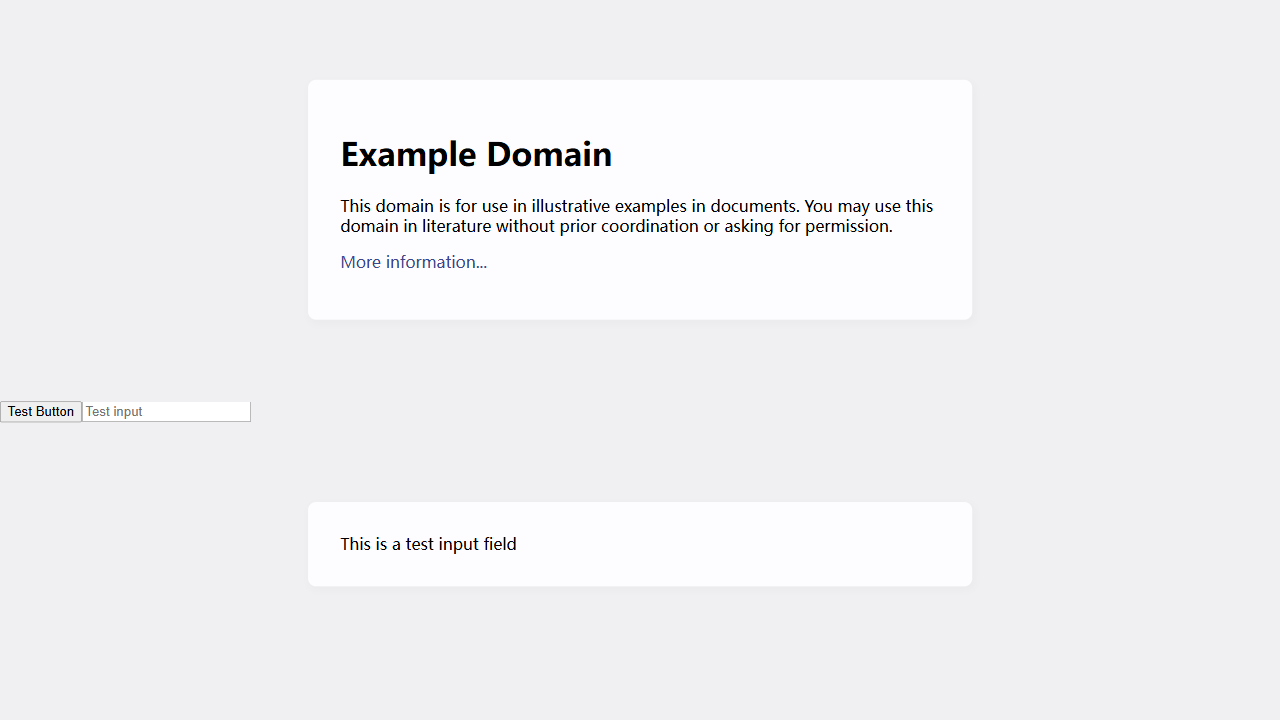 Example Domain
This domain is for use in illustrative examples in documents. You may use this
domain in literature without prior coordination or asking for permission.
More information...
Test Button Test input
This is a test input field